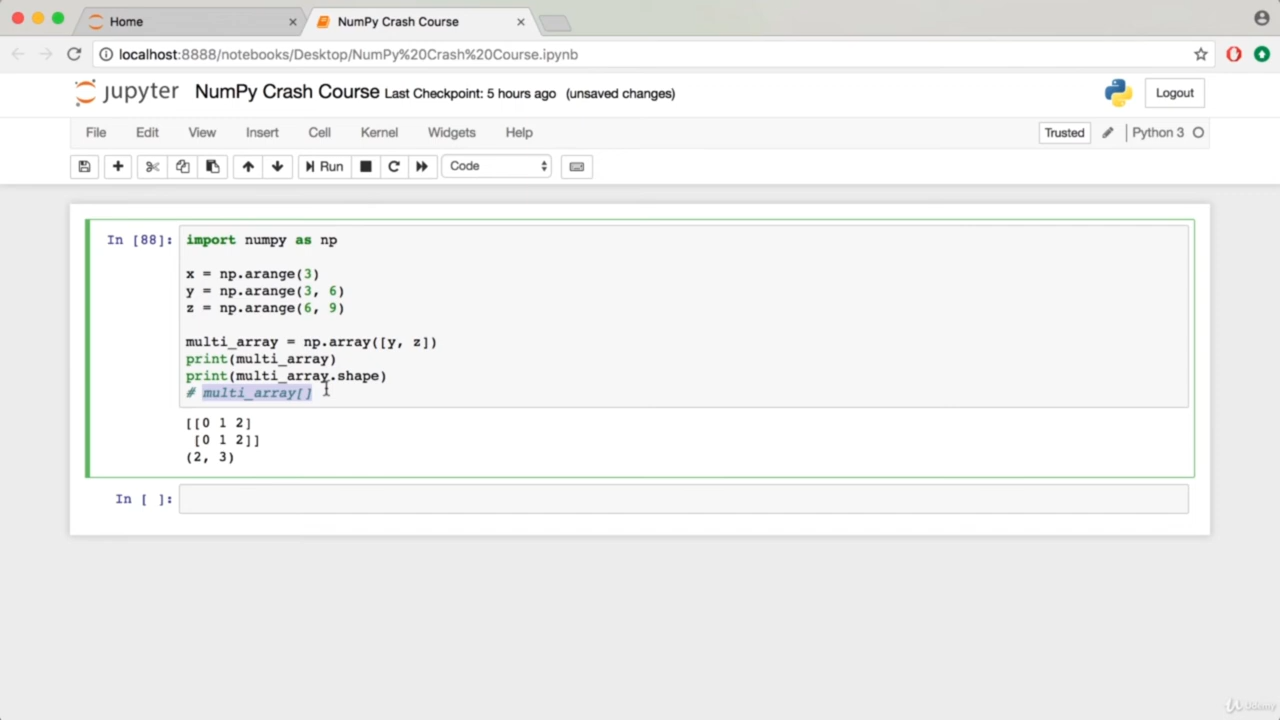 Home
NumPy Crash Course
localhost:8888/notebooks/Desktop/NumPy%20Crash%20Course.ipynb
jupyter NumPy Crash Course Last Checkpoint: 5 hours ago (unsaved changes) Logout
File Edit View Insert Cell Kernel Widgets Help Trusted Python 3
Run Code
In [88]: import numpy as np
x = np.arange(3)
y = np.arange(3, 6)
z = np.arange(6, 9)
multi_array = np.array([y, z])
print(multi_array)
print(multi_array.shape)
# multi_array[]
[[0 1 2]
[0 1 2]]
(2, 3)
In [ ]:
Udemy